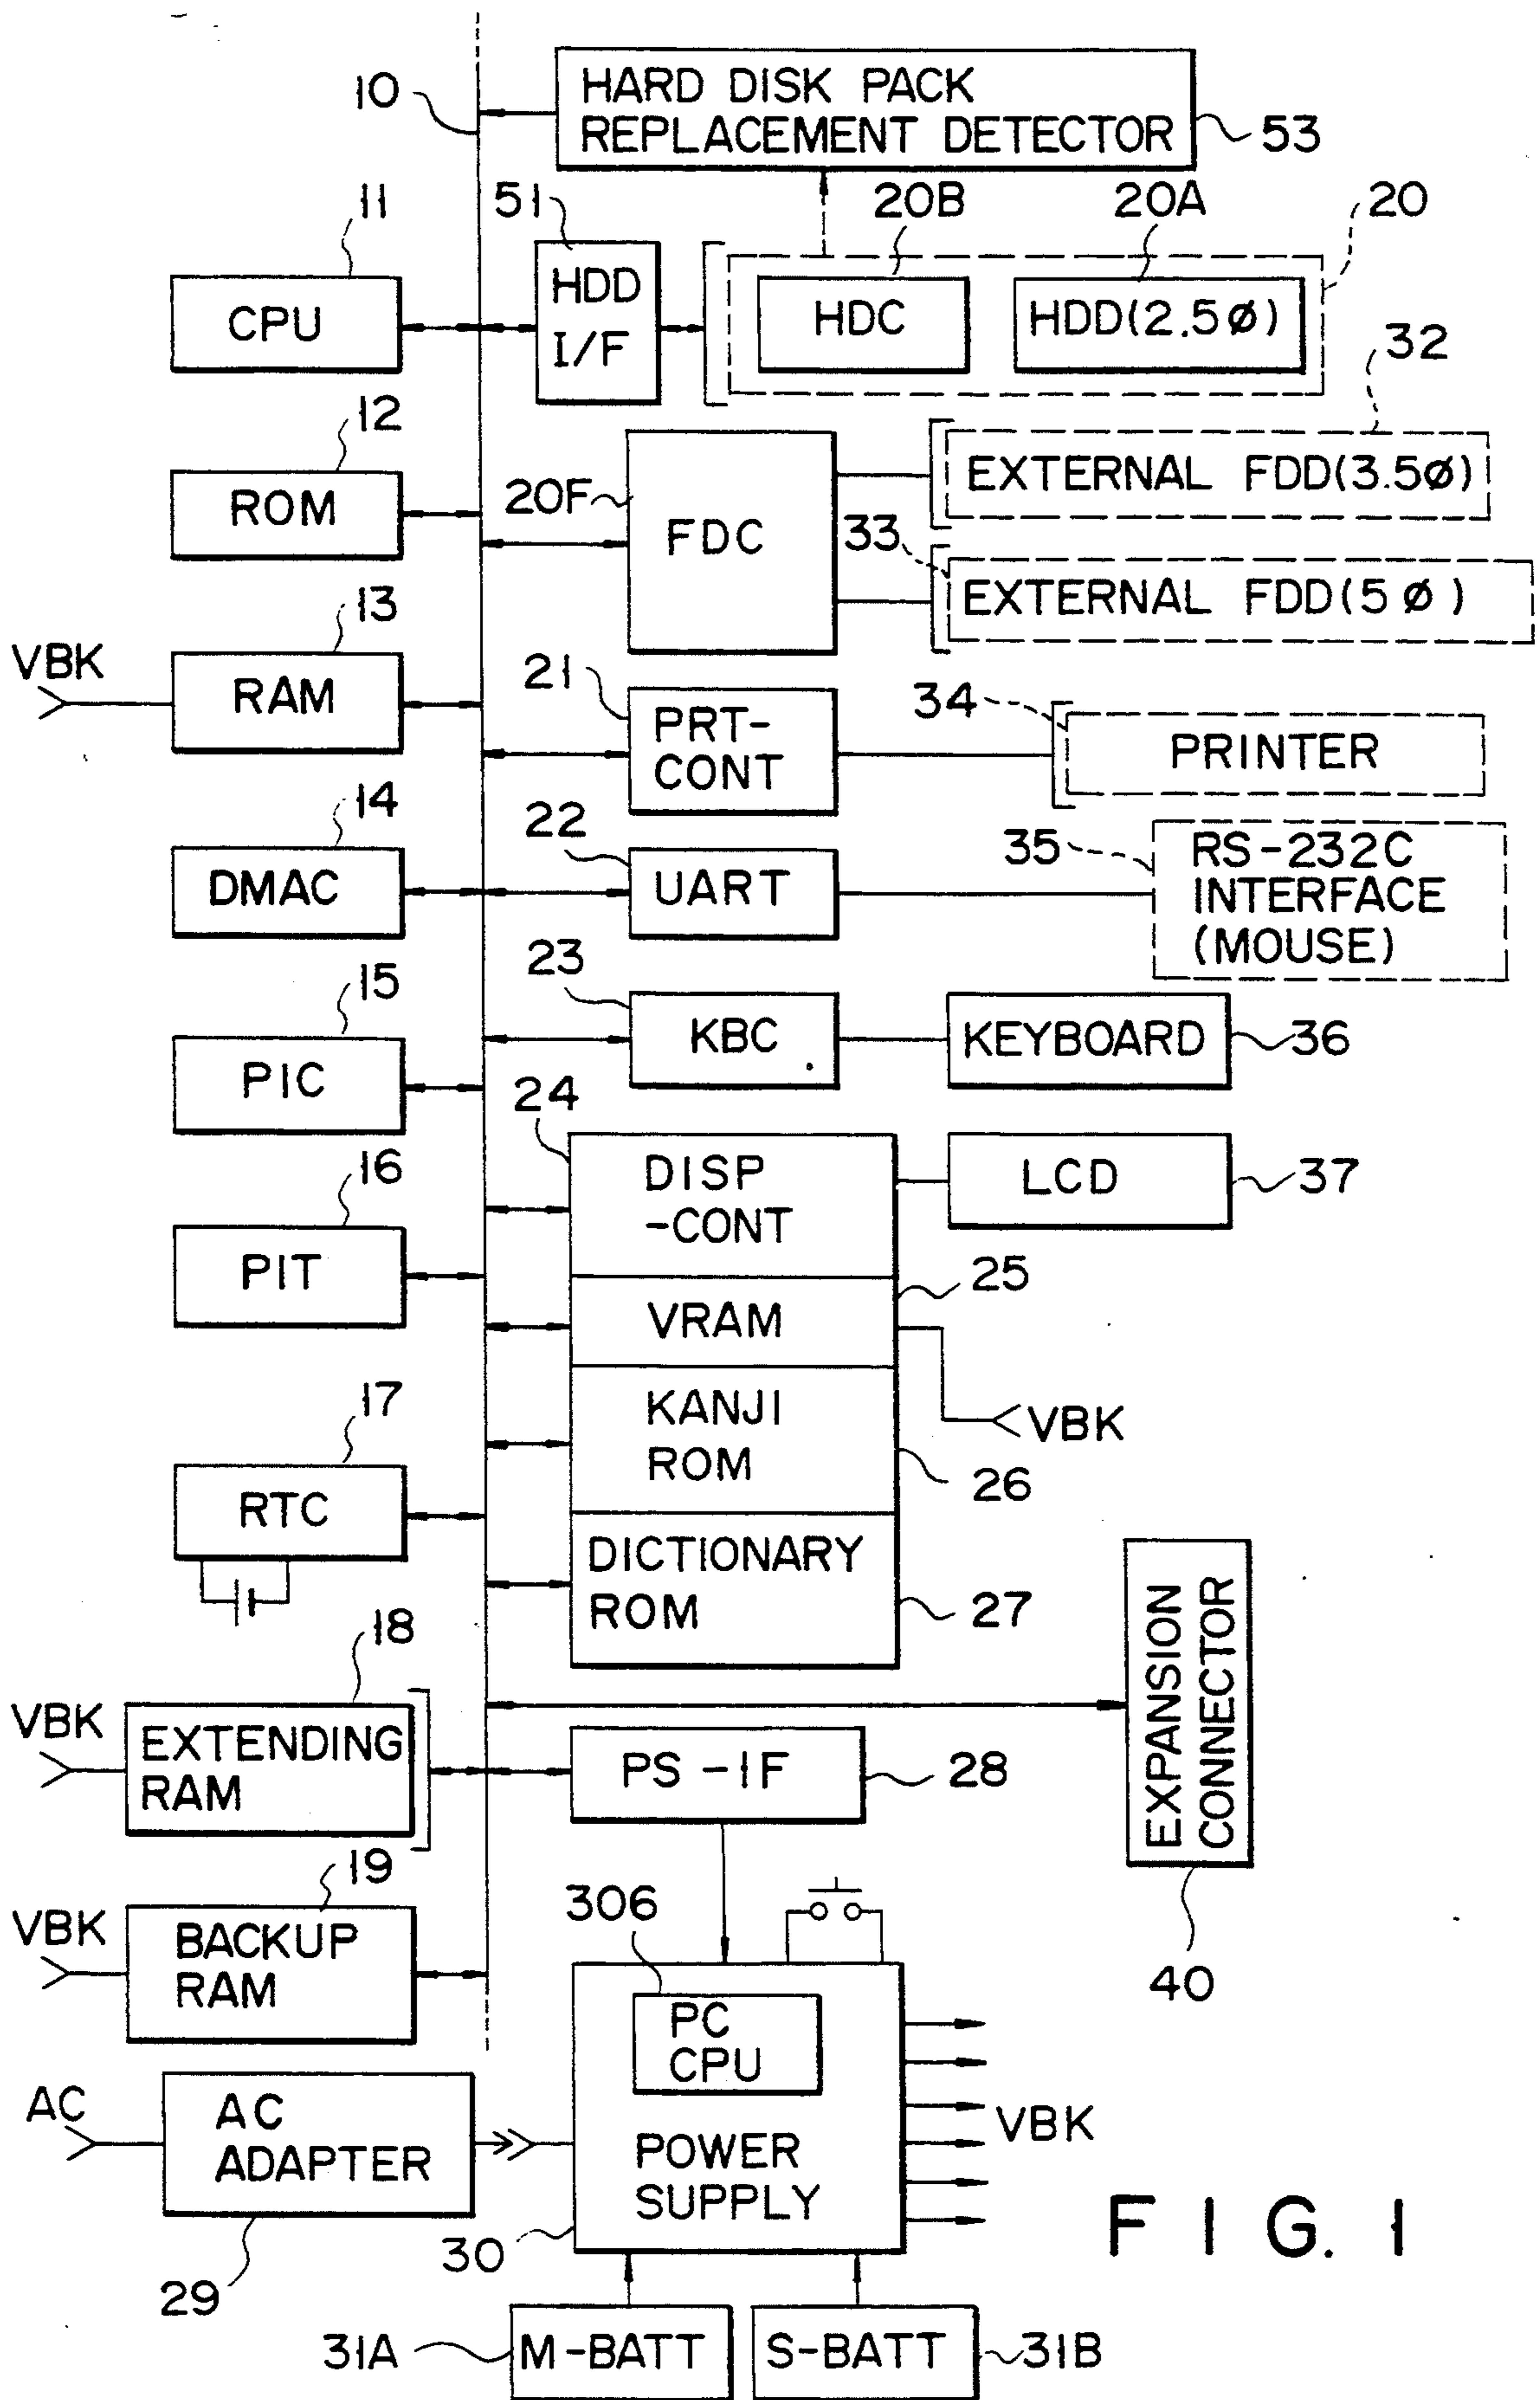 10
HARD DISK PACK
REPLACEMENT DETECTOR
53
11
CPU
51
HDD
I/F
20B
HDC
20A
HDD(2.5ø)
20
12
ROM
20F
FDC
32
EXTERNAL FDD(3.5ø)
33
EXTERNAL FDD(5ø)
13
VBK
RAM
21
PRT-
CONT
34
PRINTER
14
DMAC
22
UART
35
RS-232C
INTERFACE
(MOUSE)
15
PIC
23
KBC
KEYBOARD
36
16
PIT
24
DISP
-CONT
LCD
37
VRAM
25
VBK
17
RTC
KANJI
ROM
26
DICTIONARY
ROM
27
EXPANSION
CONNECTOR
40
18
VBK
EXTENDING
RAM
PS-IF
28
19
VBK
BACKUP
RAM
306
PC
CPU
POWER
SUPPLY
30
VBK
AC
AC
ADAPTER
29
31A
M-BATT
S-BATT
31B
FIG. 1